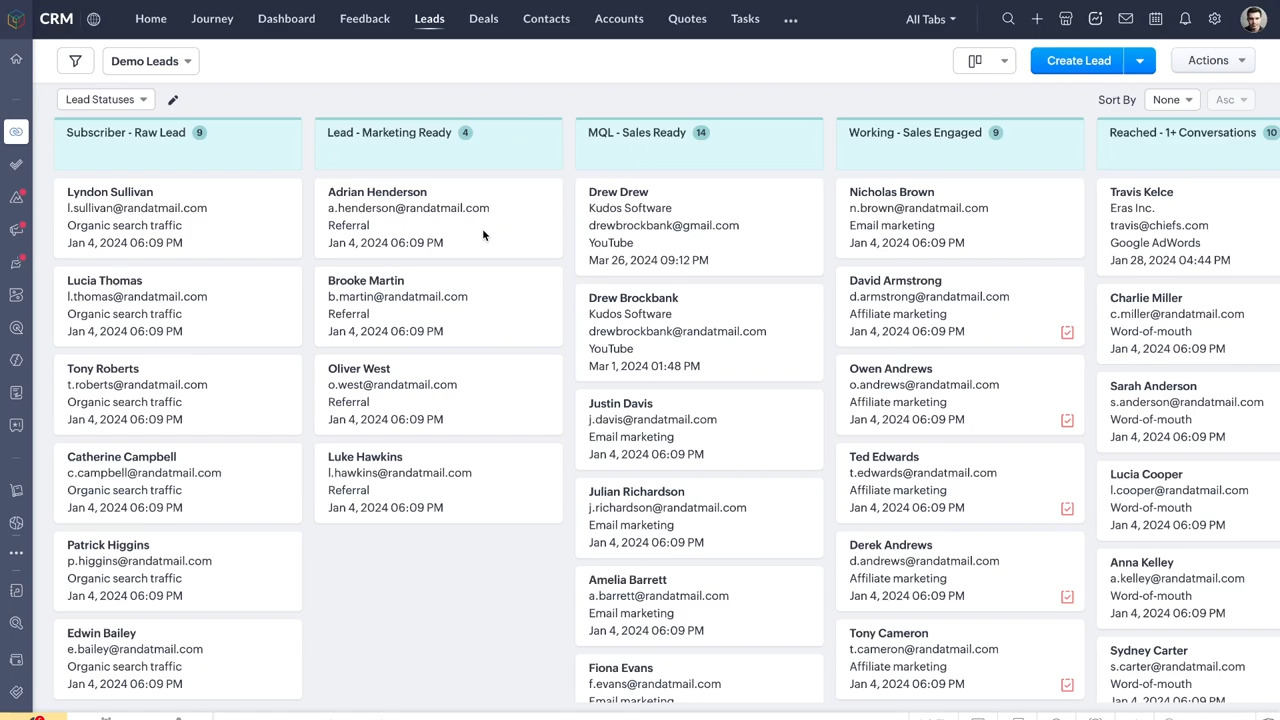 CRM
Home
Journey
Dashboard
Feedback
Leads
Deals
Contacts
Accounts
Quotes
Tasks
...
All Tabs
Demo Leads
Create Lead
Actions
Lead Statuses
Sort By
None
Asc
Subscriber - Raw Lead 9
Lyndon Sullivan
l.sullivan@randatmail.com
Organic search traffic
Jan 4, 2024 06:09 PM
Lucia Thomas
l.thomas@randatmail.com
Organic search traffic
Jan 4, 2024 06:09 PM
Tony Roberts
t.roberts@randatmail.com
Organic search traffic
Jan 4, 2024 06:09 PM
Catherine Campbell
c.campbell@randatmail.com
Organic search traffic
Jan 4, 2024 06:09 PM
Patrick Higgins
p.higgins@randatmail.com
Organic search traffic
Jan 4, 2024 06:09 PM
Edwin Bailey
e.bailey@randatmail.com
Organic search traffic
Jan 4, 2024 06:09 PM
Lead - Marketing Ready 4
Adrian Henderson
a.henderson@randatmail.com
Referral
Jan 4, 2024 06:09 PM
Brooke Martin
b.martin@randatmail.com
Referral
Jan 4, 2024 06:09 PM
Oliver West
o.west@randatmail.com
Referral
Jan 4, 2024 06:09 PM
Luke Hawkins
l.hawkins@randatmail.com
Referral
Jan 4, 2024 06:09 PM
MQL - Sales Ready 14
Drew Drew
Kudos Software
drewbrockbank@gmail.com
YouTube
Mar 26, 2024 09:12 PM
Drew Brockbank
Kudos Software
drewbrockbank@randatmail.com
YouTube
Mar 1, 2024 01:48 PM
Justin Davis
j.davis@randatmail.com
Email marketing
Jan 4, 2024 06:09 PM
Julian Richardson
j.richardson@randatmail.com
Email marketing
Jan 4, 2024 06:09 PM
Amelia Barrett
a.barrett@randatmail.com
Email marketing
Jan 4, 2024 06:09 PM
Fiona Evans
f.evans@randatmail.com
Email marketing
Working - Sales Engaged 9
Nicholas Brown
n.brown@randatmail.com
Email marketing
Jan 4, 2024 06:09 PM
David Armstrong
d.armstrong@randatmail.com
Affiliate marketing
Jan 4, 2024 06:09 PM
Owen Andrews
o.andrews@randatmail.com
Affiliate marketing
Jan 4, 2024 06:09 PM
Ted Edwards
t.edwards@randatmail.com
Affiliate marketing
Jan 4, 2024 06:09 PM
Derek Andrews
d.andrews@randatmail.com
Affiliate marketing
Jan 4, 2024 06:09 PM
Tony Cameron
t.cameron@randatmail.com
Affiliate marketing
Jan 4, 2024 06:09 PM
Reached - 1+ Conversations 10
Travis Kelce
Eras Inc.
travis@chiefs.com
Google AdWords
Jan 28, 2024 04:44 PM
Charlie Miller
c.miller@randatmail.com
Word-of-mouth
Jan 4, 2024 06:09 PM
Sarah Anderson
s.anderson@randatmail.com
Word-of-mouth
Jan 4, 2024 06:09 PM
Lucia Cooper
l.cooper@randatmail.com
Word-of-mouth
Jan 4, 2024 06:09 PM
Anna Kelley
a.kelley@randatmail.com
Word-of-mouth
Jan 4, 2024 06:09 PM
Sydney Carter
s.carter@randatmail.com
Word-of-mouth
Jan 4, 2024 06:09 PM